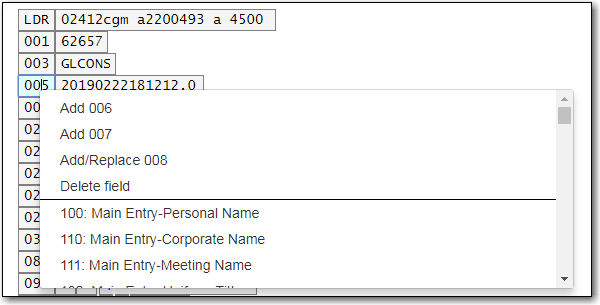 LDR 02412cgm a2200493 a 4500
001 62657
003 GLCONS
005 20190222181212.0
00
Add 006
02
Add 007
02
Add/Replace 008
02
Delete field
02
02
100: Main Entry-Personal Name
02
110: Main Entry-Corporate Name
03
111: Main Entry-Meeting Name
08
09